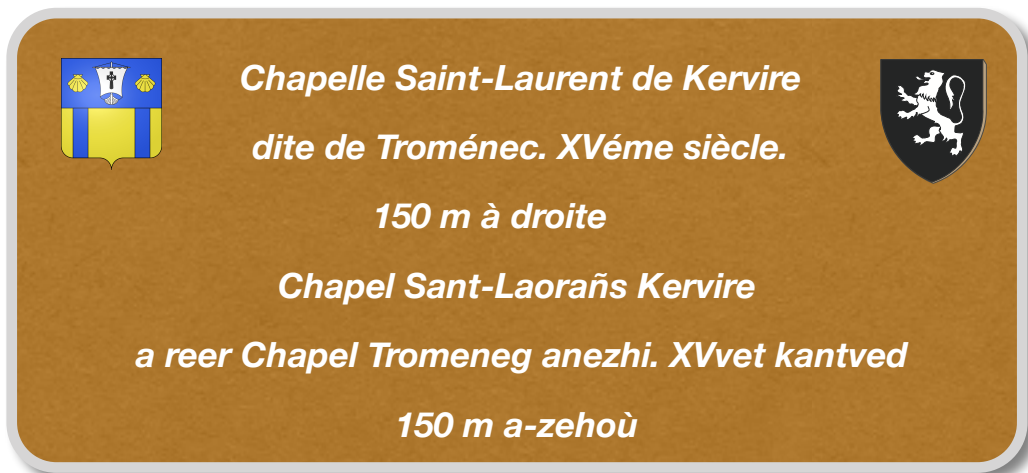 Chapelle Saint-Laurent de Kervire
dite de Troménec. XVéme siècle.
150 m à droite
Chapel Sant-Laorañs Kervire
a reer Chapel Tromeneg anezhi. XVvet kantved
150 m a-zehoù